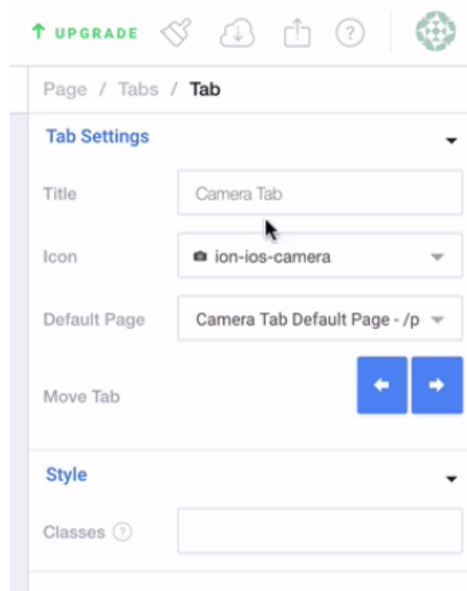 UPGRADE
Page / Tabs / Tab
Tab Settings
Title Camera Tab
Icon ion-ios-camera
Default Page Camera Tab Default Page - /p
Move Tab
Style
Classes ?